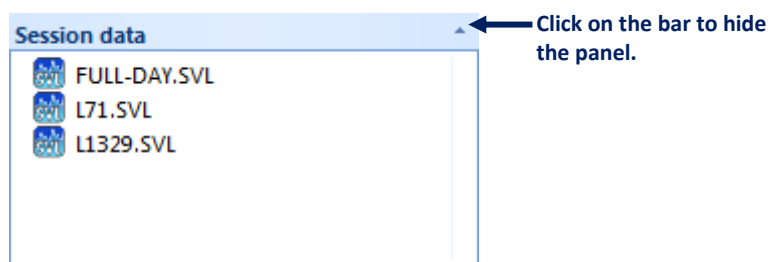 Session data
Click on the bar to hide
the panel.
FULL-DAY.SVL
L71.SVL
L1329.SVL